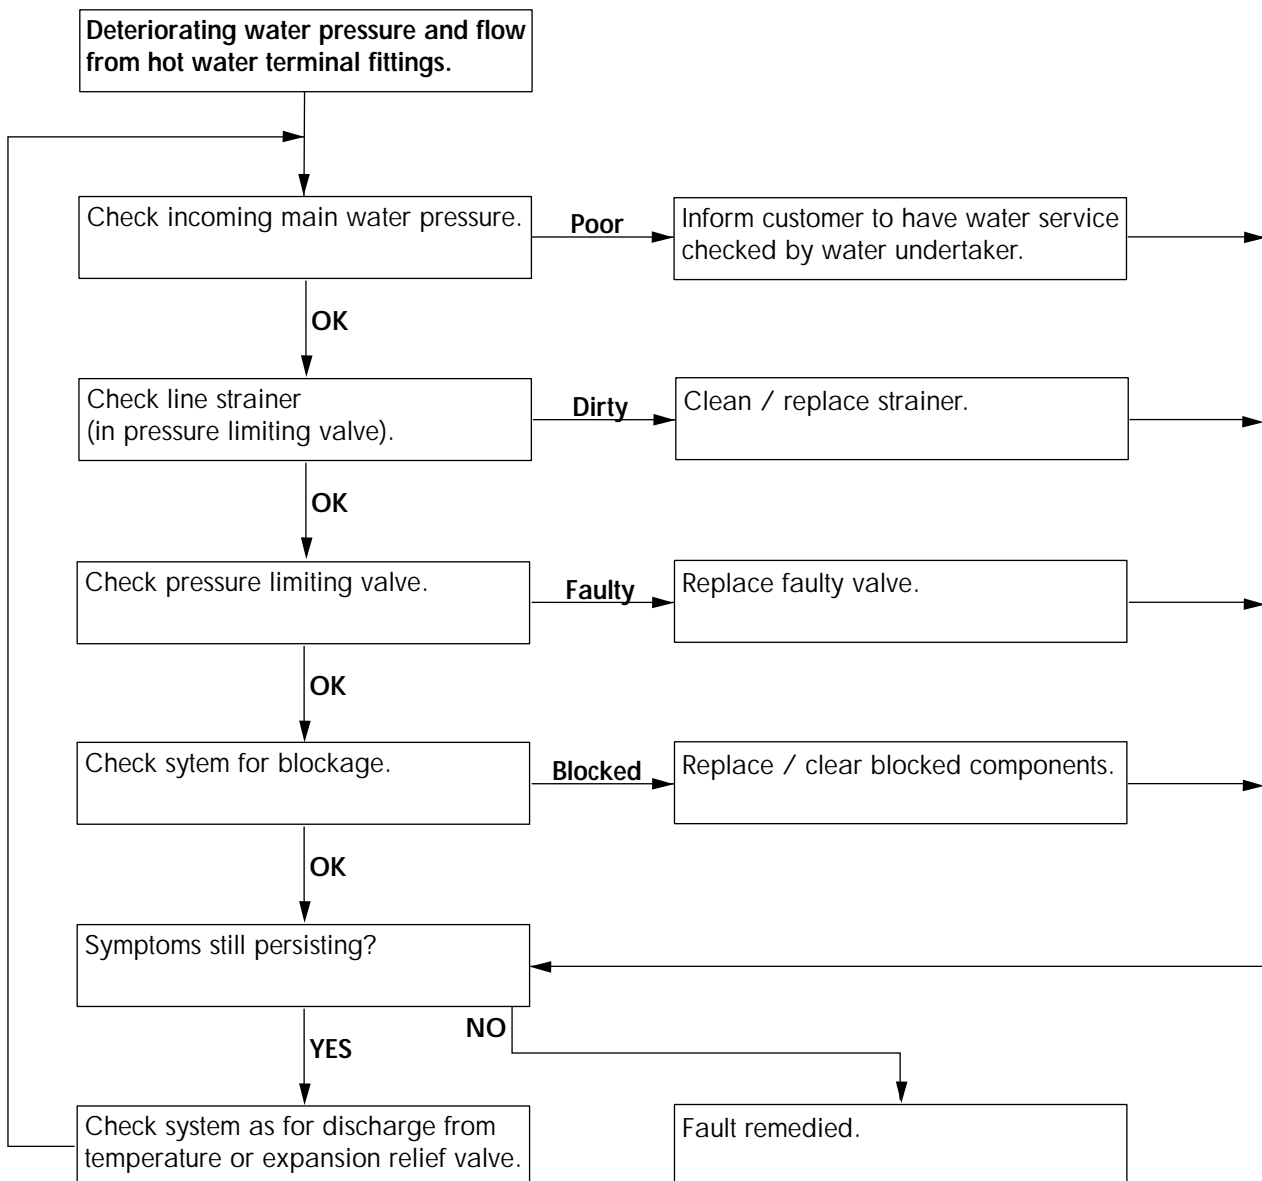 Deteriorating water pressure and flow
from hot water terminal fittings.
Check incoming main water pressure.
Poor
Inform customer to have water service
checked by water undertaker.
OK
Check line strainer
(in pressure limiting valve).
Dirty
Clean / replace strainer.
OK
Check pressure limiting valve.
Faulty
Replace faulty valve.
OK
Check sytem for blockage.
Blocked
Replace / clear blocked components.
OK
Symptoms still persisting?
NO
YES
Check system as for discharge from
temperature or expansion relief valve.
Fault remedied.